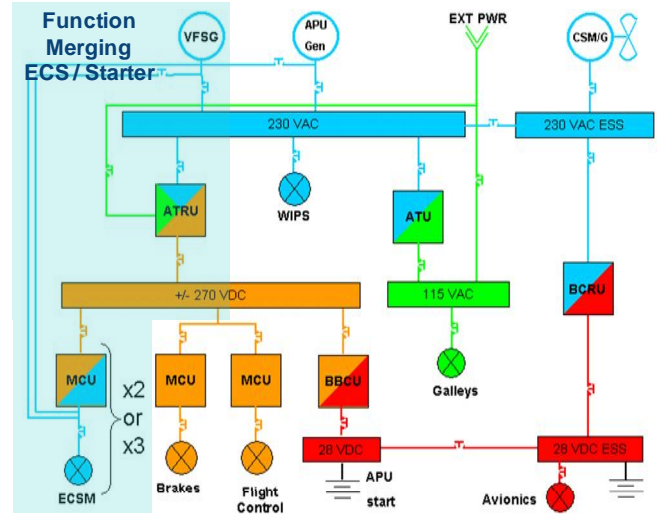 Function
Merging
ECS / Starter
VFSG
APU
Gen
EXT PWR
CSM/G
230 VAC
230 VAC ESS
ATRU
WIPS
ATU
BCRU
+/- 270 VDC
115 VAC
MCU
x2
or
x3
MCU
MCU
BBCU
Galleys
28 VDC
28 VDC ESS
ECSM
Brakes
Flight
Control
APU
start
Avionics